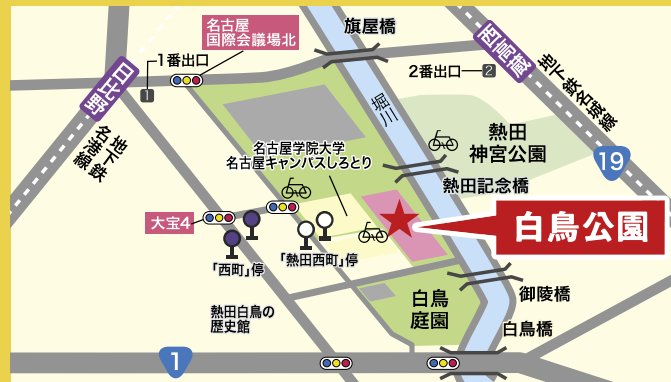 名古屋
国際会議場北
旗屋橋
西高蔵
1番出口
1
2番出口
2
地下鉄名城線
日比野
地下鉄
名港線
堀川
名古屋学院大学
名古屋キャンパスしろとり
熱田
神宮公園
19
熱田記念橋
大宝4
白鳥公園
「西町」停
「熱田西町」停
熱田白鳥の
歴史館
白鳥
庭園
御陵橋
白鳥橋
1